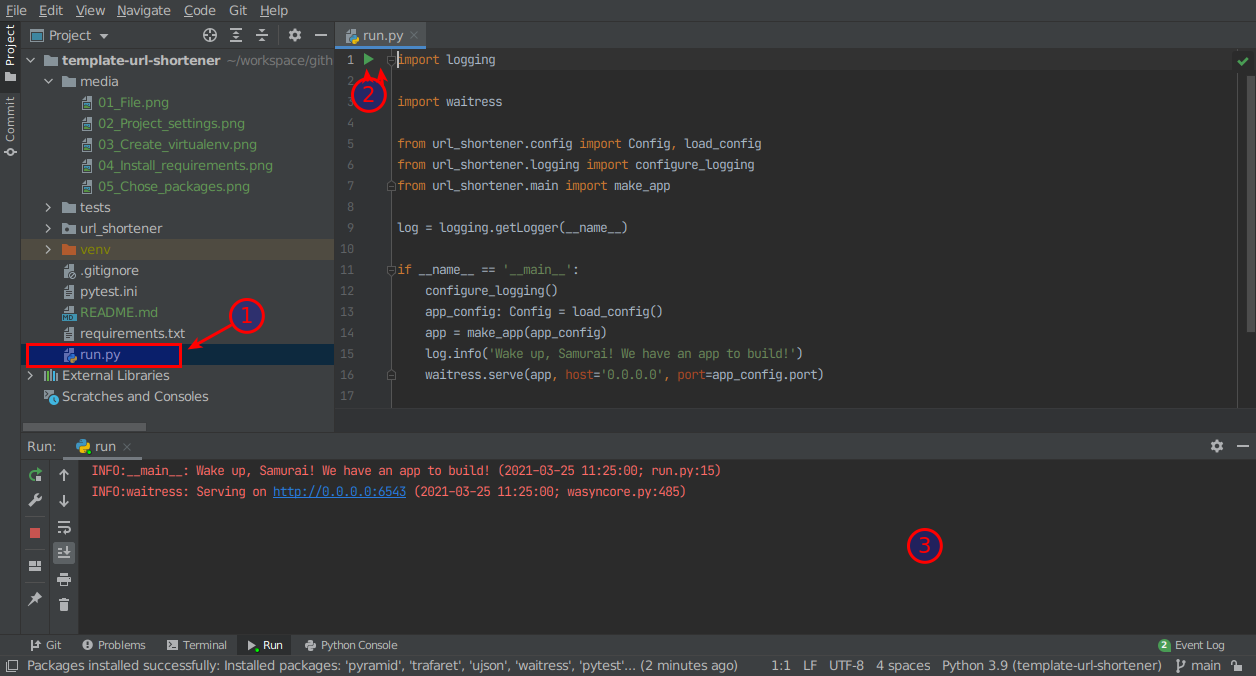 File Edit View Navigate Code Git Help
Project
run.py
Project
Commit
template-url-shortener ~/workspace/gith
media
01_File.png
02_Project_settings.png
03_Create_virtualenv.png
04_Install_requirements.png
05_Chose_packages.png
tests
url_shortener
venv
.gitignore
pytest.ini
README.md
requirements.txt
run.py
External Libraries
Scratches and Consoles
1
2
3
1 import logging
2
3 import waitress
4
5 from url_shortener.config import Config, load_config
6 from url_shortener.logging import configure_logging
7 from url_shortener.main import make_app
8
9 log = logging.getLogger(__name__)
10
11 if __name__ == '__main__':
12 configure_logging()
13 app_config: Config = load_config()
14 app = make_app(app_config)
15 log.info('Wake up, Samurai! We have an app to build!')
16 waitress.serve(app, host='0.0.0.0', port=app_config.port)
17
Run: run
INFO:__main__: Wake up, Samurai! We have an app to build! (2021-03-25 11:25:00; run.py:15)
INFO:waitress: Serving on http://0.0.0.0:6543 (2021-03-25 11:25:00; wasyncore.py:485)
Git Problems Terminal Run Python Console 2 Event Log
Packages installed successfully: Installed packages: 'pyramid', 'trafaret', 'ujson', 'waitress', 'pytest'... (2 minutes ago) 1:1 LF UTF-8 4 spaces Python 3.9 (template-url-shortener) main